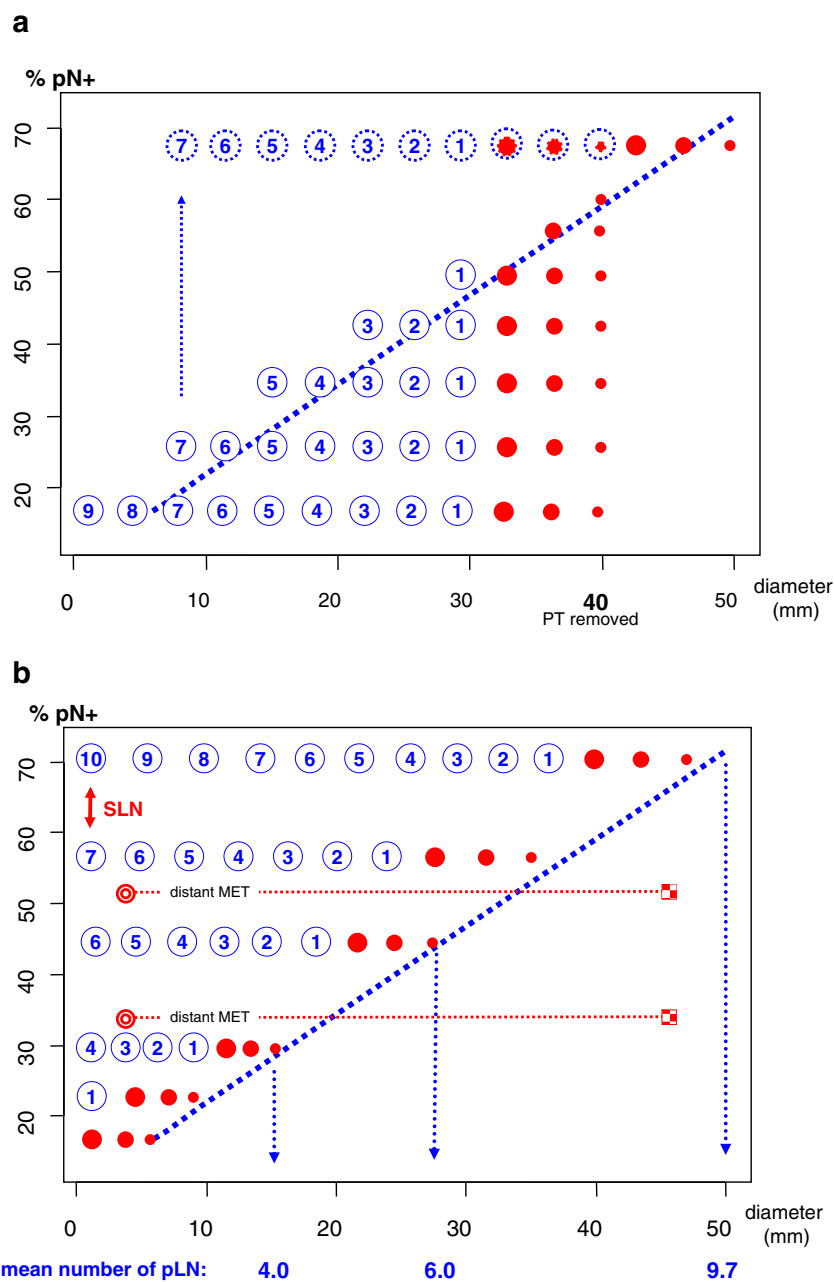 a
% pN+
70
7 6 5 4 3 2 1
60
50
1
40
3 2 1
5 4 3 2 1
30
7 6 5 4 3 2 1
20
9 8 7 6 5 4 3 2 1
0 10 20 30 40 50 diameter (mm)
PT removed
b
% pN+
70
10 9 8 7 6 5 4 3 2 1
SLN
60
7 6 5 4 3 2 1
distant MET
50
6 5 4 3 2 1
40
distant MET
30
4 3 2 1
1
20
0 10 20 30 40 50 diameter (mm)
mean number of pLN: 4.0 6.0 9.7